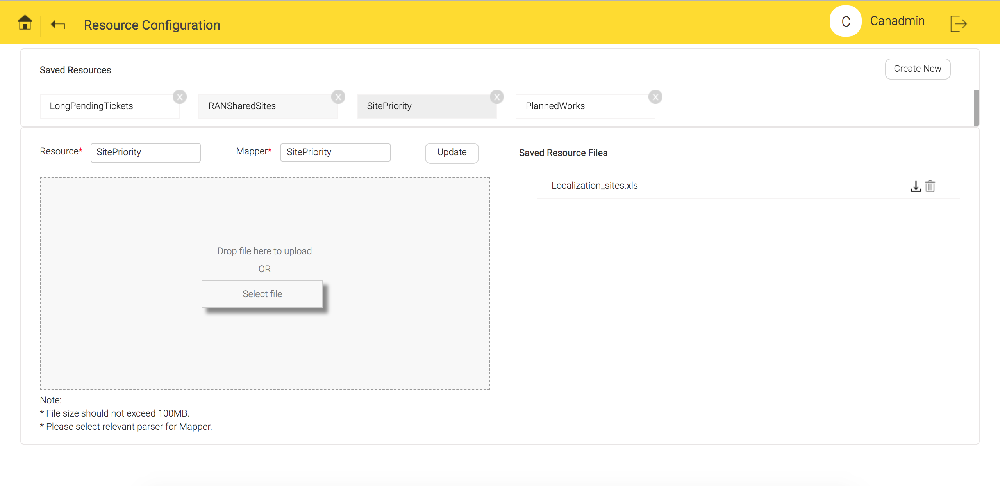 Resource Configuration
C Canadmin
Saved Resources
Create New
LongPendingTickets X
RANSharedSites X
SitePriority X
PlannedWorks X
Resource* SitePriority
Mapper* SitePriority
Update
Drop file here to upload
OR
Select file
Note:
* File size should not exceed 100MB.
* Please select relevant parser for Mapper.
Saved Resource Files
Localization_sites.xls